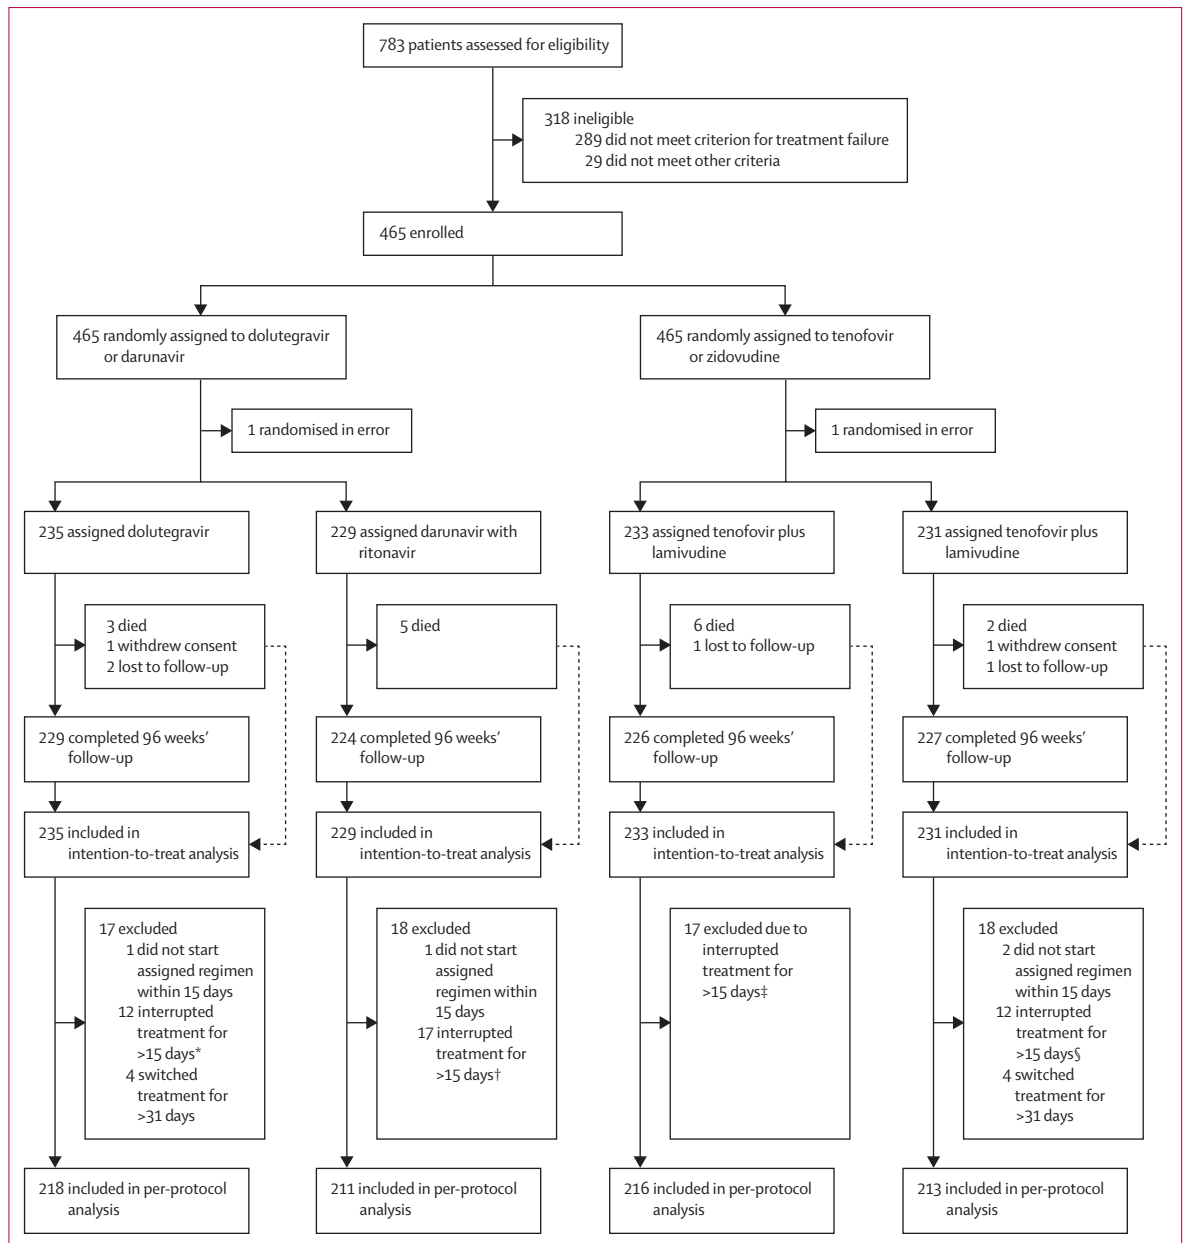 783 patients assessed for eligibility
318 ineligible
289 did not meet criterion for treatment failure
29 did not meet other criteria
465 enrolled
465 randomly assigned to dolutegravir
or darunavir
465 randomly assigned to tenofovir
or zidovudine
1 randomised in error
1 randomised in error
235 assigned dolutegravir
229 assigned darunavir with
ritonavir
233 assigned tenofovir plus
lamivudine
231 assigned tenofovir plus
lamivudine
3 died
1 withdrew consent
2 lost to follow-up
5 died
6 died
1 lost to follow-up
2 died
1 withdrew consent
1 lost to follow-up
229 completed 96 weeks’
follow-up
224 completed 96 weeks’
follow-up
226 completed 96 weeks’
follow-up
227 completed 96 weeks’
follow-up
235 included in
intention-to-treat analysis
229 included in
intention-to-treat analysis
233 included in
intention-to-treat analysis
231 included in
intention-to-treat analysis
17 excluded
1 did not start
assigned regimen
within 15 days
12 interrupted
treatment for
>15 days*
4 switched
treatment for
>31 days
18 excluded
1 did not start
assigned
regimen within
15 days
17 interrupted
treatment for
>15 days†
17 excluded due to
interrupted
treatment for
>15 days‡
18 excluded
2 did not start
assigned regimen
within 15 days
12 interrupted
treatment for
>15 days§
4 switched
treatment for
>31 days
218 included in per-protocol
analysis
211 included in per-protocol
analysis
216 included in per-protocol
analysis
213 included in per-protocol
analysis